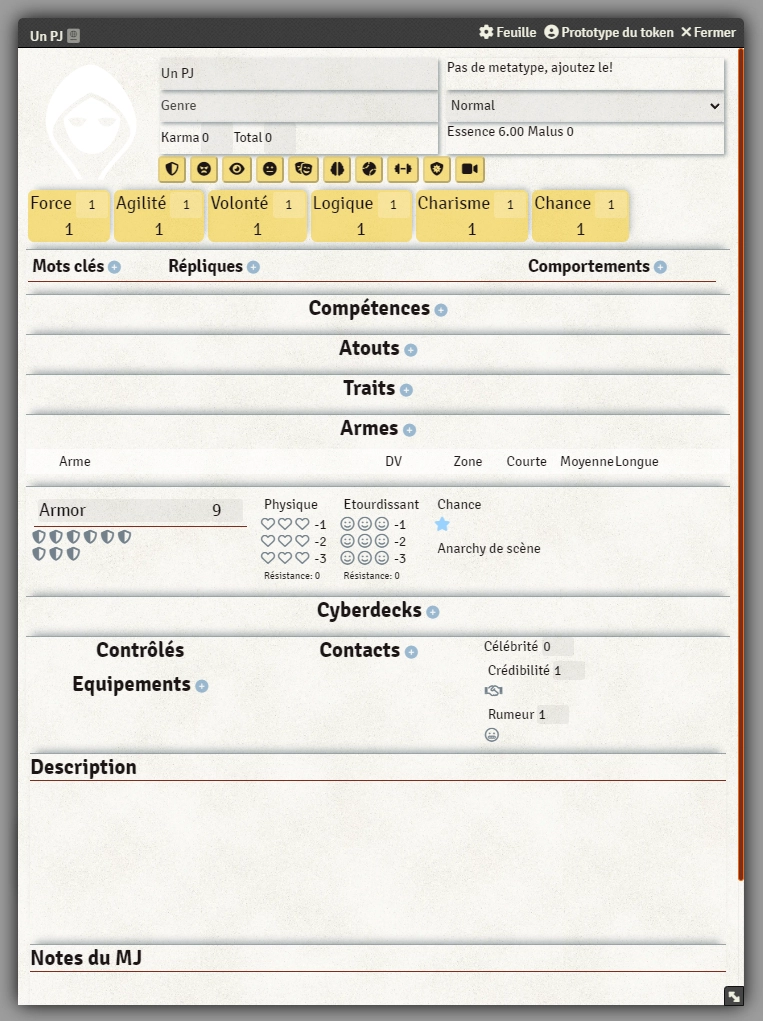 Un PJ Feuille Prototype du token Fermer
Un PJ Pas de metatype, ajoutez le!
Genre Normal
Karma 0 Total 0 Essence 6.00 Malus 0
Force 1 Agilité 1 Volonté 1 Logique 1 Charisme 1 Chance 1
1 1 1 1 1 1
Mots clés Répliques Comportements
Compétences
Atouts
Traits
Armes
Arme DV Zone Courte Moyenne Longue
Armor 9 Physique Etourdissant Chance
-1 -1
-2 -2
Anarchy de scène
-3 -3
Résistance: 0 Résistance: 0
Cyberdecks
Contrôlés Contacts Célébrité 0
Crédibilité 1
Equipements
Rumeur 1
Description
Notes du MJ